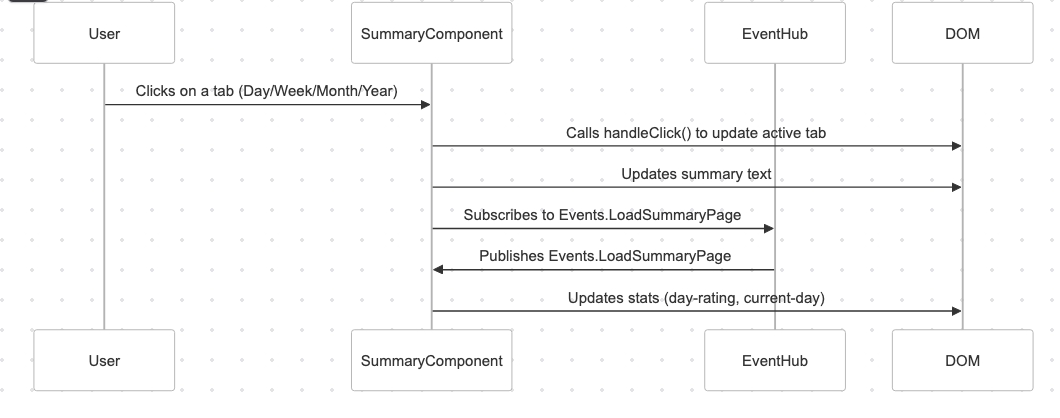 User
SummaryComponent
EventHub
DOM
Clicks on a tab (Day/Week/Month/Year)
Calls handleClick() to update active tab
Updates summary text
Subscribes to Events.LoadSummaryPage
Publishes Events.LoadSummaryPage
Updates stats (day-rating, current-day)
User
SummaryComponent
EventHub
DOM